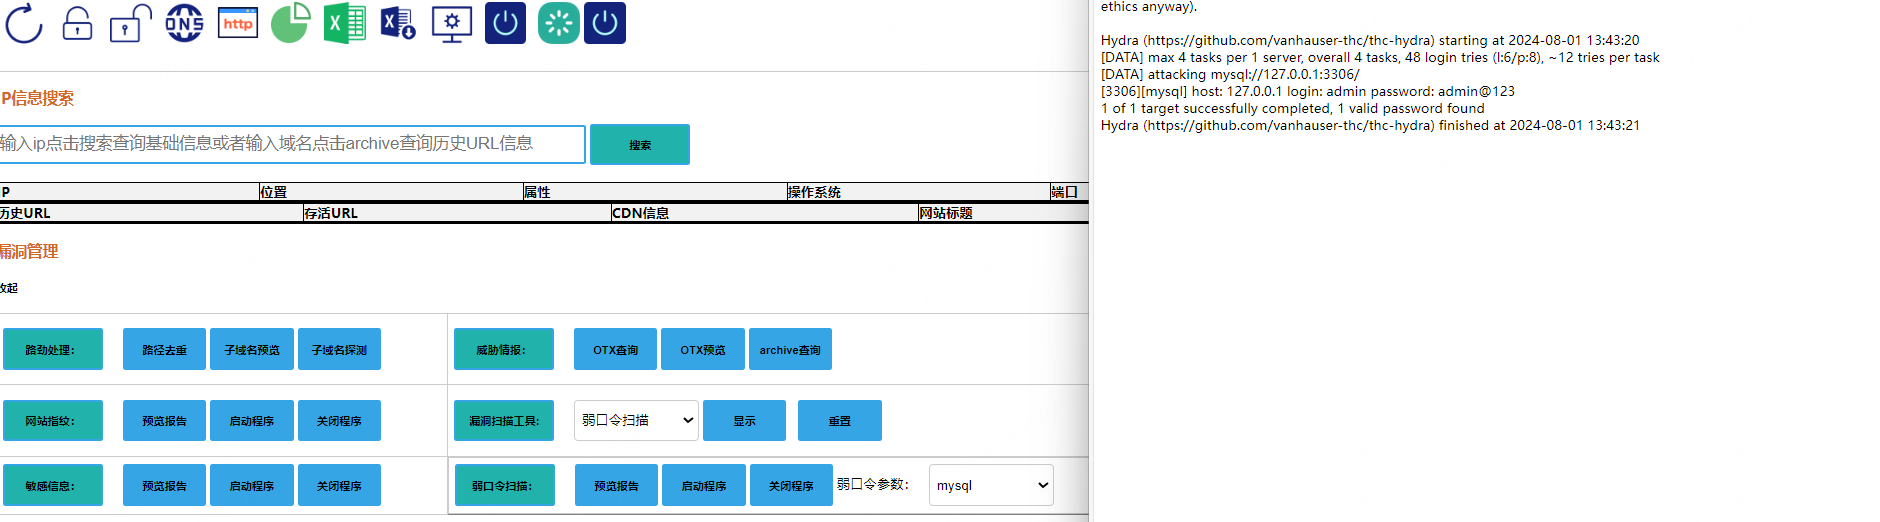 ONS
http
P信息搜索
输入ip点击搜索查询基础信息或者输入域名点击archive查询历史URL信息
搜索
P 位置 属性 操作系统 端口
历史URL 存活URL CDN信息 网站标题
漏洞管理
收起
路劲处理: 路径去重 子域名预览 子域名探测 威胁情报: OTX查询 OTX预览 archive查询
网站指纹: 预览报告 启动程序 关闭程序 漏洞扫描工具: 弱口令扫描 显示 重置
敏感信息: 预览报告 启动程序 关闭程序 弱口令扫描: 预览报告 启动程序 关闭程序 弱口令参数: mysql
ethics anyway).
Hydra (https://github.com/vanhauser-thc/thc-hydra) starting at 2024-08-01 13:43:20
[DATA] max 4 tasks per 1 server, overall 4 tasks, 48 login tries (l:6/p:8), ~12 tries per task
[DATA] attacking mysql://127.0.0.1:3306/
[3306][mysql] host: 127.0.0.1 login: admin password: admin@123
1 of 1 target successfully completed, 1 valid password found
Hydra (https://github.com/vanhauser-thc/thc-hydra) finished at 2024-08-01 13:43:21